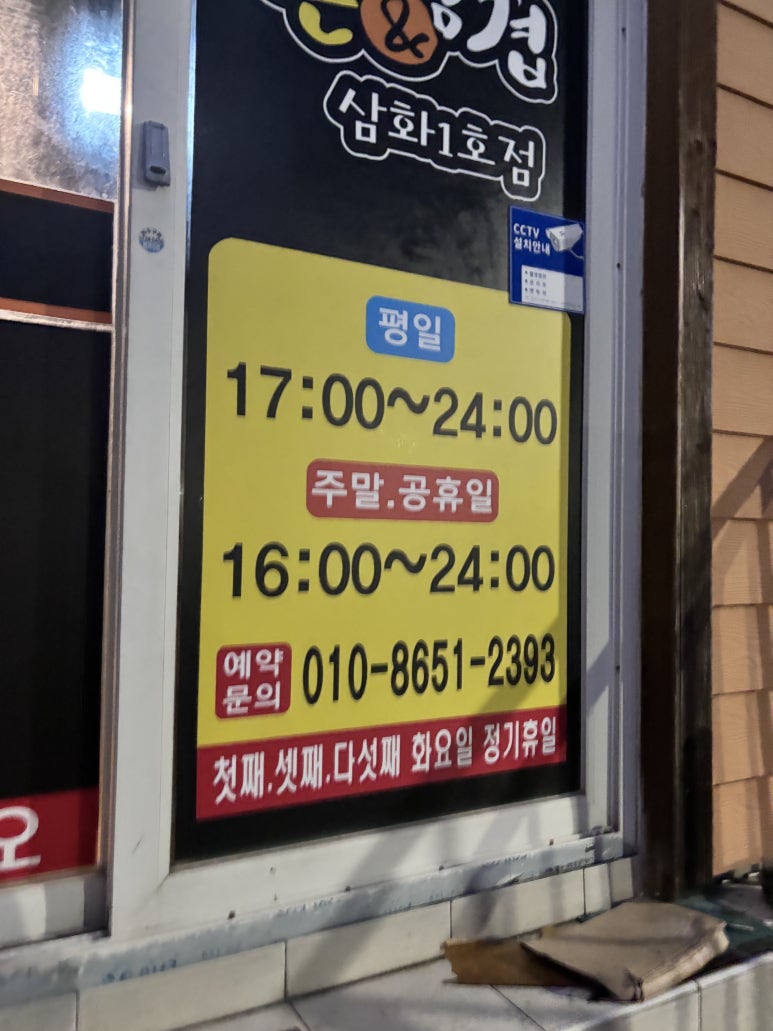 &
겹
삼화1호점
CCTV
설치안내
평일
17:00~24:00
주말.공휴일
16:00~24:00
예약
문의
010-8651-2393
첫째.셋째.다섯째 화요일 정기휴일
오